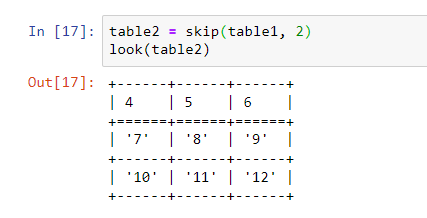 In [17]: table2 = skip(table1, 2)
look(table2)
Out[17]: +------+------+------+
| 4    | 5    | 6    |
+======+======+======+
| '7'  | '8'  | '9'  |
+------+------+------+
| '10' | '11' | '12' |
+------+------+------+